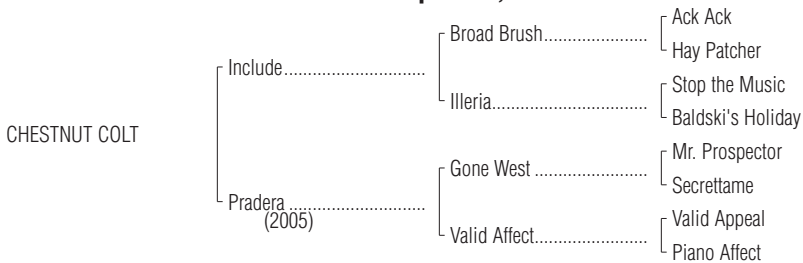 Ack Ack
Broad Brush
Hay Patcher
Include
Stop the Music
Illeria
Baldski's Holiday
CHESTNUT COLT
Mr. Prospector
Gone West
Secrettame
Pradera
(2005)
Valid Appeal
Valid Affect
Piano Affect